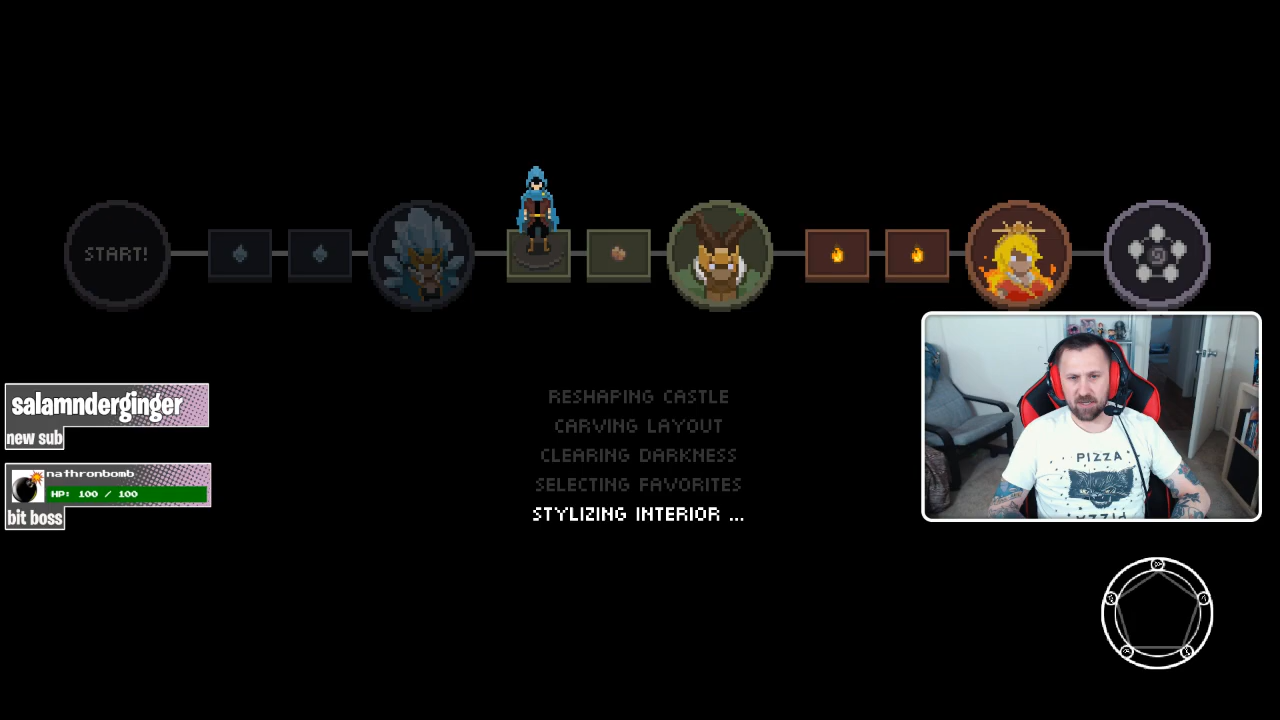 START!
salamnderginger
new sub
nathronbomb
HP: 100 / 100
bit boss
RESHAPING CASTLE
CARVING LAYOUT
CLEARING DARKNESS
SELECTING FAVORITES
STYLIZING INTERIOR ...
PIZZA
PIZZA